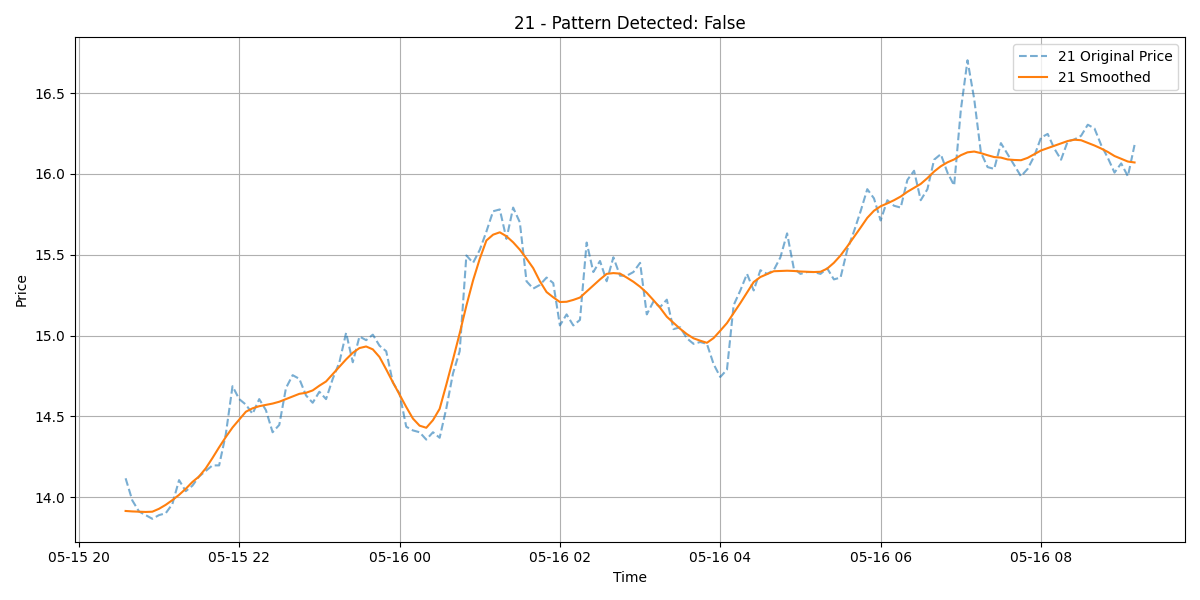 21 - Pattern Detected: False
21 Original Price
21 Smoothed
Price
16.5
16.0
15.5
15.0
14.5
14.0
05-15 20 05-15 22 05-16 00 05-16 02 05-16 04 05-16 06 05-16 08
Time